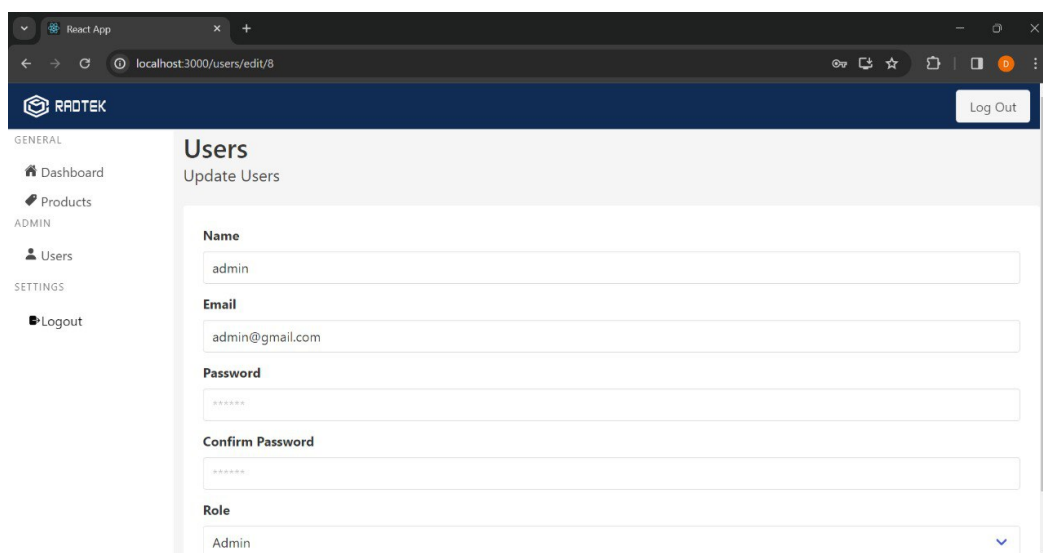 React App
localhost:3000/users/edit/8
D
RADTEK
Log Out
GENERAL
Dashboard
Products
ADMIN
Users
SETTINGS
Logout
Users
Update Users
Name
admin
Email
admin@gmail.com
Password
******
Confirm Password
******
Role
Admin